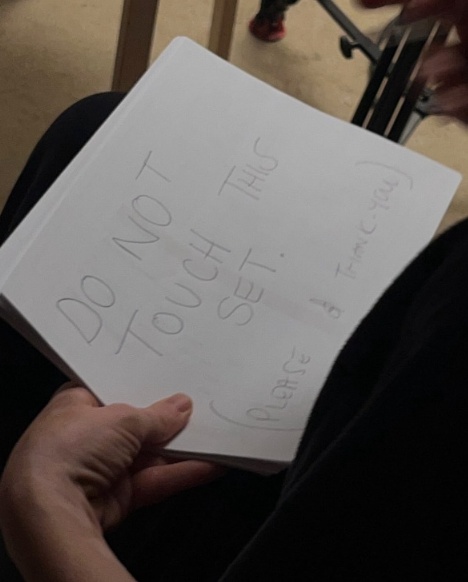 DO NOT
TOUCH THIS
SET.
(PLEASE & THANK-YOU)